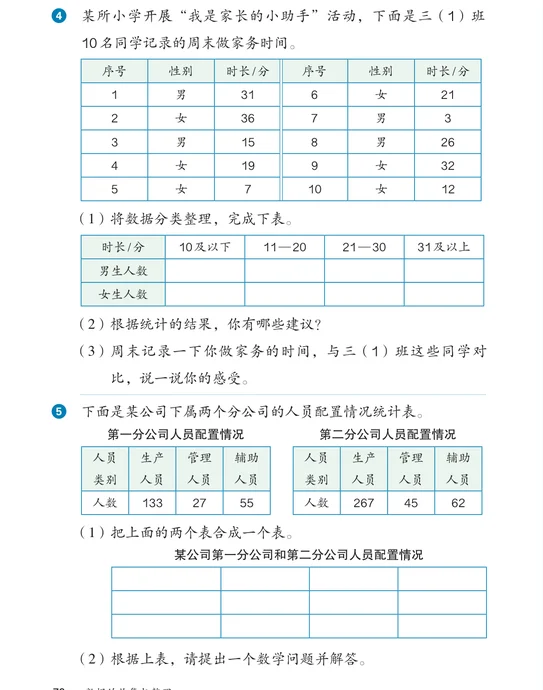 4 某所小学开展“我是家长的小助手”活动，下面是三（1）班
10名同学记录的周末做家务时间。
序号 性别 时长/分 序号 性别 时长/分
1 男 31 6 女 21
2 女 36 7 男 3
3 男 15 8 男 26
4 女 19 9 女 32
5 女 7 10 女 12
（1）将数据分类整理，完成下表。
时长/分 10及以下 11—20 21—30 31及以上
男生人数
女生人数
（2）根据统计的结果，你有哪些建议？
（3）周末记录一下你做家务的时间，与三（1）班这些同学对
比，说一说你的感受。
5 下面是某公司下属两个分公司的人员配置情况统计表。
第一分公司人员配置情况
人员类别 生产人员 管理人员 辅助人员
人数 133 27 55
第二分公司人员配置情况
人员类别 生产人员 管理人员 辅助人员
人数 267 45 62
（1）把上面的两个表合成一个表。
某公司第一分公司和第二分公司人员配置情况
（2）根据上表，请提出一个数学问题并解答。